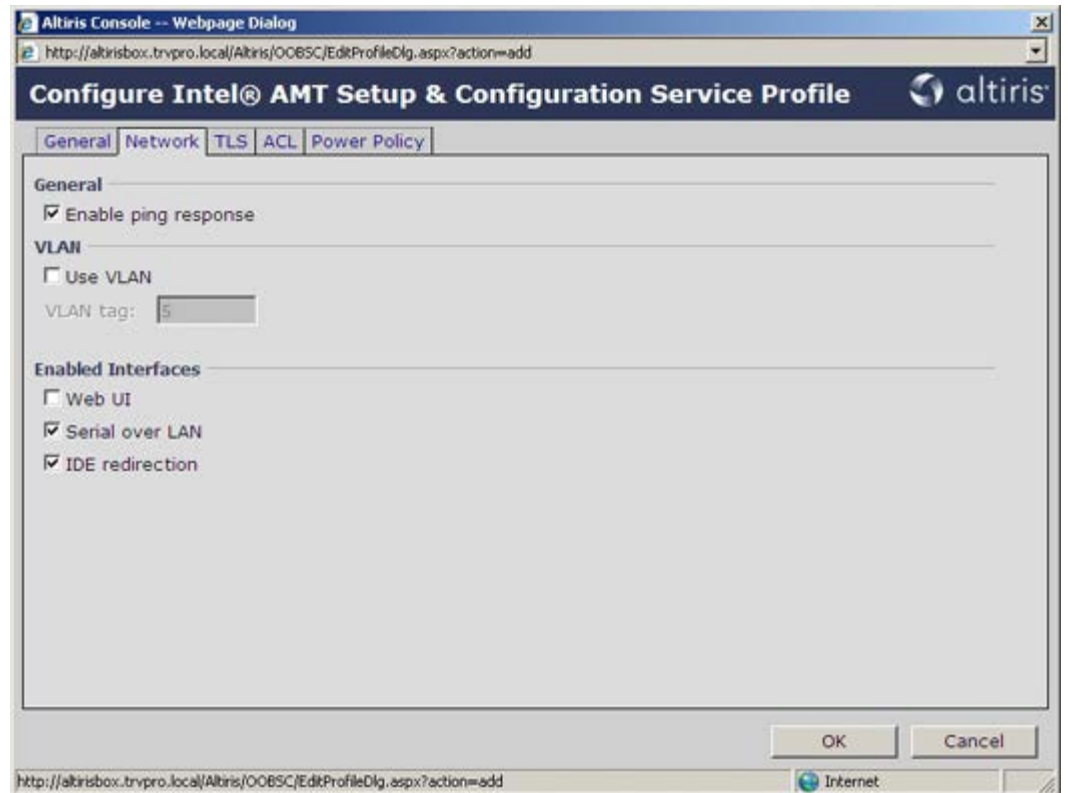 Altiris Console -- Webpage Dialog
http://altirisbox.trvpro.local/Altiris/OOBSC/EditProfileDlg.aspx?action=add
Configure Intel® AMT Setup & Configuration Service Profile
altiris
General Network TLS ACL Power Policy
General
Enable ping response
VLAN
Use VLAN
VLAN tag: 5
Enabled Interfaces
Web UI
Serial over LAN
IDE redirection
OK Cancel
http://altirisbox.trvpro.local/Altiris/OOBSC/EditProfileDlg.aspx?action=add Internet